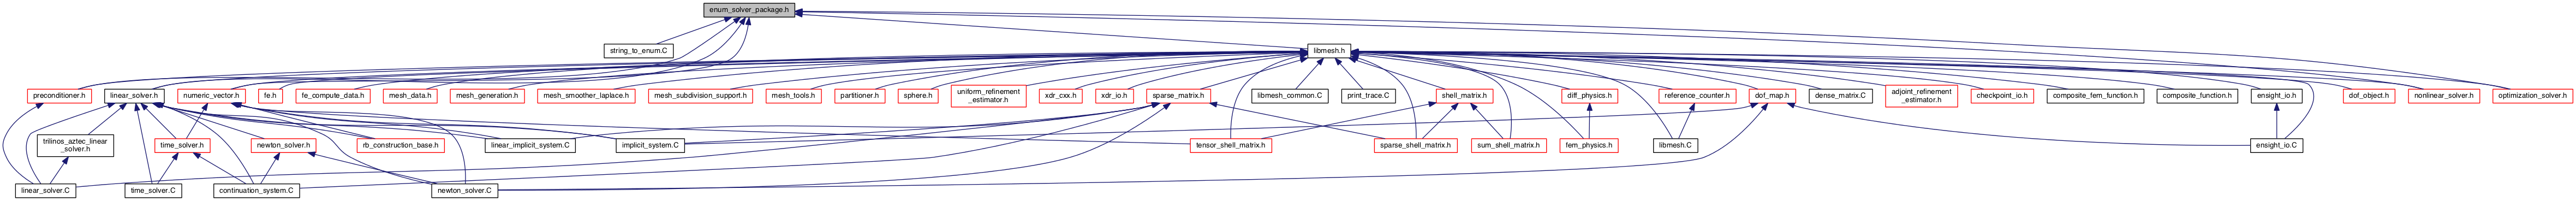 enum_solver_package.h
string_to_enum.C
libmesh.h
preconditioner.h
linear_solver.h
numeric_vector.h
fe.h
fe_compute_data.h
mesh_data.h
mesh_generation.h
mesh_smoother_laplace.h
mesh_subdivision_support.h
mesh_tools.h
partitioner.h
sphere.h
uniform_refinement
_estimator.h
xdr_cxx.h
xdr_io.h
sparse_matrix.h
libmesh_common.C
print_trace.C
shell_matrix.h
diff_physics.h
reference_counter.h
dof_map.h
dense_matrix.C
adjoint_refinement
_estimator.h
checkpoint_io.h
composite_fem_function.h
composite_function.h
ensight_io.h
dof_object.h
nonlinear_solver.h
optimization_solver.h
trilinos_aztec_linear
_solver.h
time_solver.h
newton_solver.h
rb_construction_base.h
linear_implicit_system.C
implicit_system.C
tensor_shell_matrix.h
sparse_shell_matrix.h
sum_shell_matrix.h
fem_physics.h
libmesh.C
ensight_io.C
linear_solver.C
time_solver.C
continuation_system.C
newton_solver.C